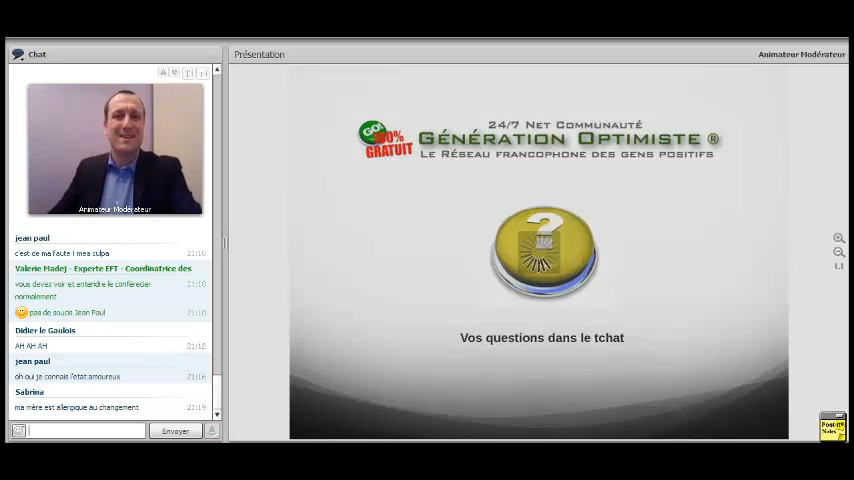 Chat
Animateur Modérateur
jean paul
c'est de ma faute ! mea culpa 21:10
Valerie Madej - Experte EFT - Coordinatrice des
vous devez voir et entendre le conférecier 21:10
normalement
pas de soucis Jean Paul 21:10
Didier le Gaulois
AH AH AH 21:12
jean paul
oh oui je connais l'etat amoureux 21:16
Sabrina
ma mère est allergique au changement 21:19
Envoyer
Présentation
Animateur Modérateur
GO!
100%
GRATUIT
24/7 Net Communauté
Génération Optimiste ®
Le Réseau francophone des gens positifs
?
Vos questions dans le tchat
1:1
Post-it®
Notes